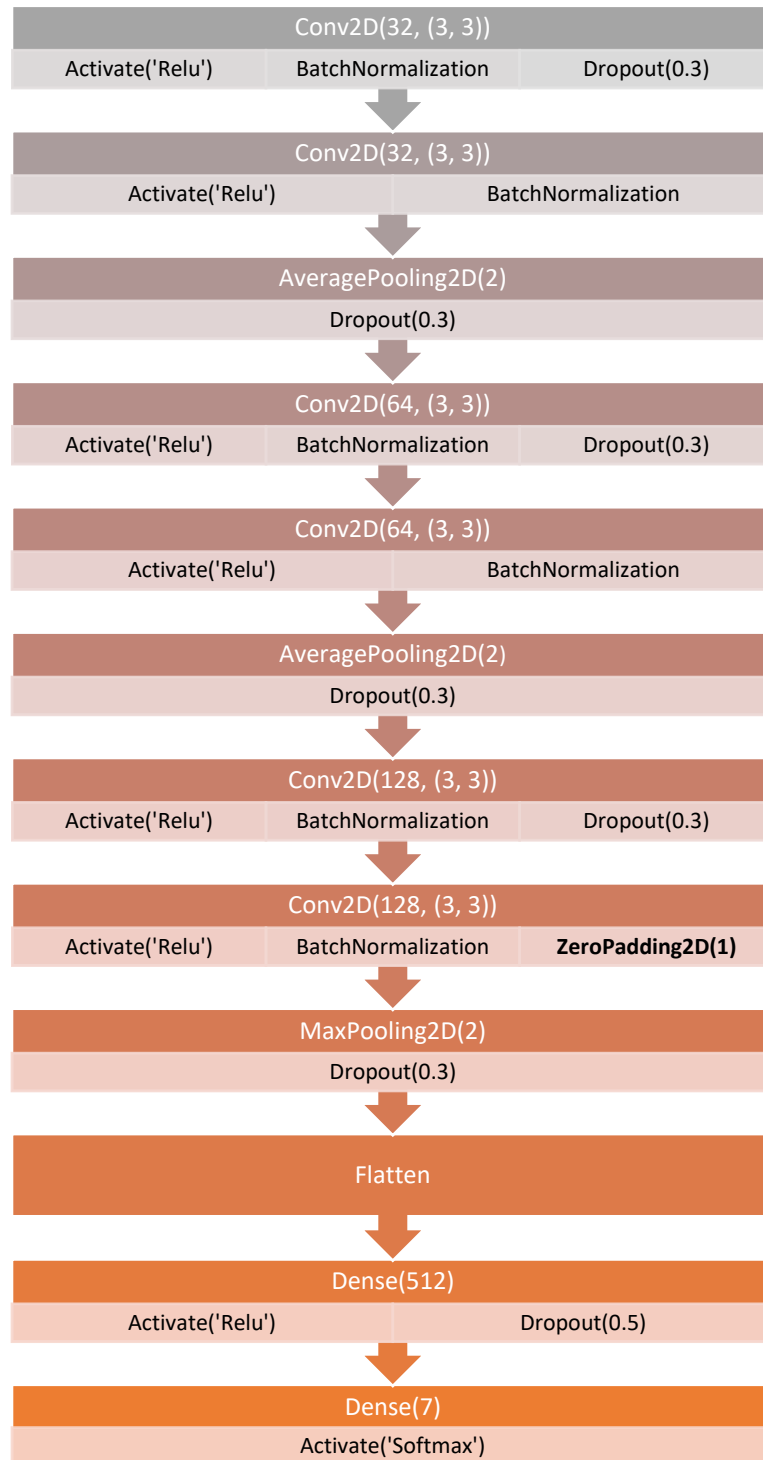 Conv2D(32, (3, 3))
Activate('Relu') BatchNormalization Dropout(0.3)
Conv2D(32, (3, 3))
Activate('Relu') BatchNormalization
AveragePooling2D(2)
Dropout(0.3)
Conv2D(64, (3, 3))
Activate('Relu') BatchNormalization Dropout(0.3)
Conv2D(64, (3, 3))
Activate('Relu') BatchNormalization
AveragePooling2D(2)
Dropout(0.3)
Conv2D(128, (3, 3))
Activate('Relu') BatchNormalization Dropout(0.3)
Conv2D(128, (3, 3))
Activate('Relu') BatchNormalization ZeroPadding2D(1)
MaxPooling2D(2)
Dropout(0.3)
Flatten
Dense(512)
Activate('Relu') Dropout(0.5)
Dense(7)
Activate('Softmax')